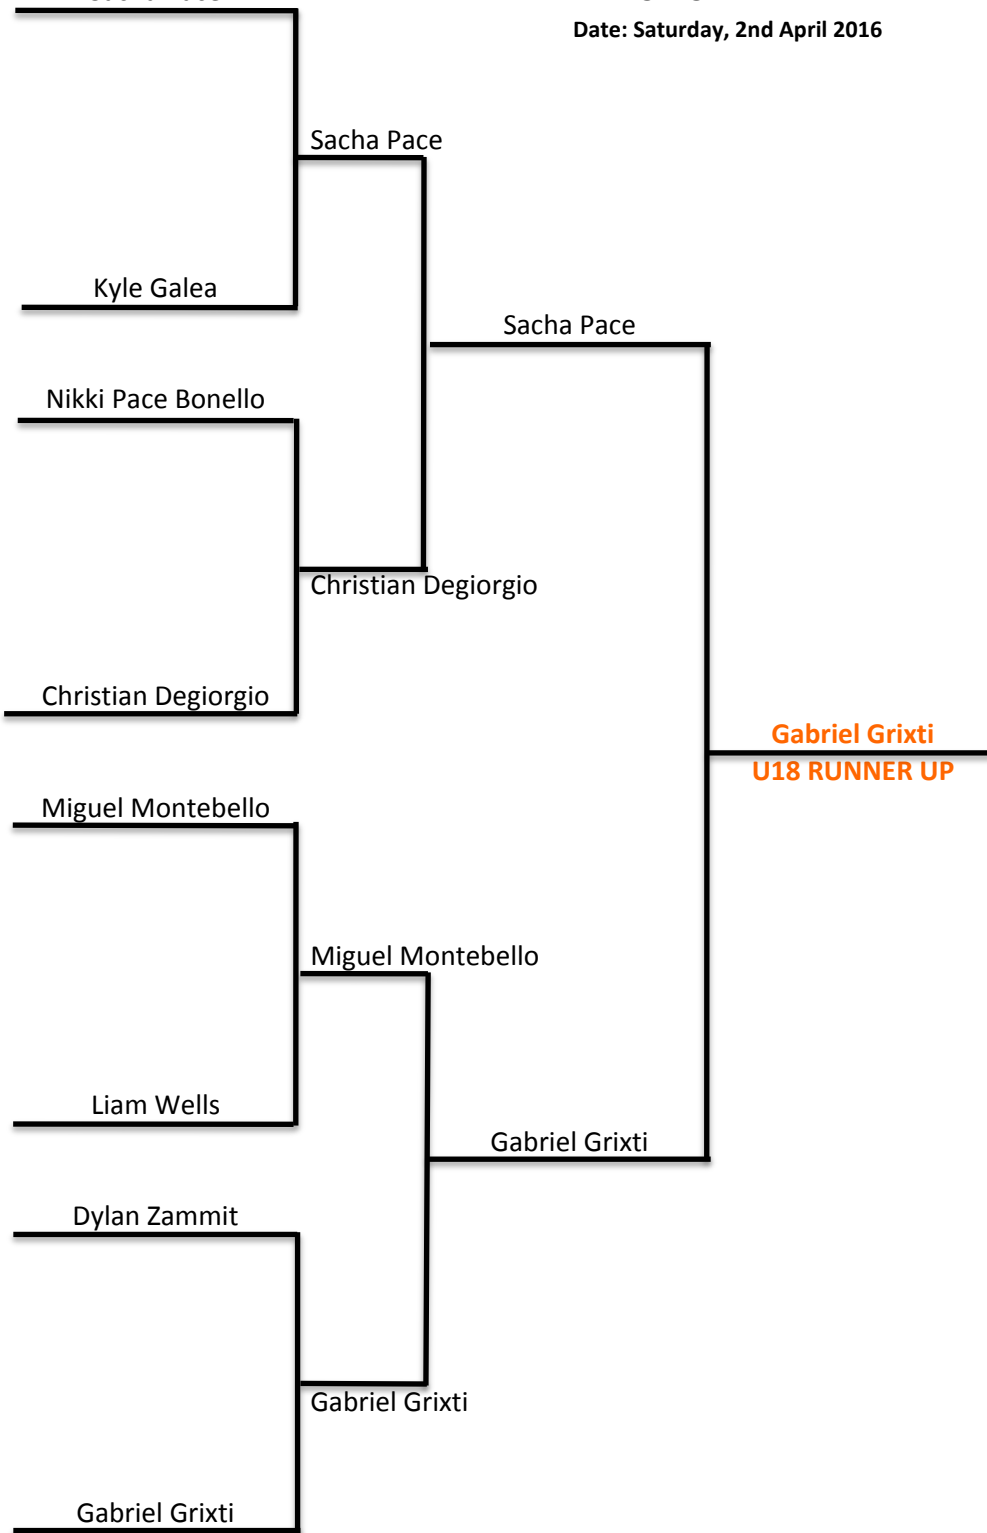 Date: Saturday, 2nd April 2016
Sacha Pace
Kyle Galea
Sacha Pace
Nikki Pace Bonello
Christian Degiorgio
Christian Degiorgio
Gabriel Grixti
U18 RUNNER UP
Miguel Montebello
Miguel Montebello
Liam Wells
Gabriel Grixti
Dylan Zammit
Gabriel Grixti
Gabriel Grixti